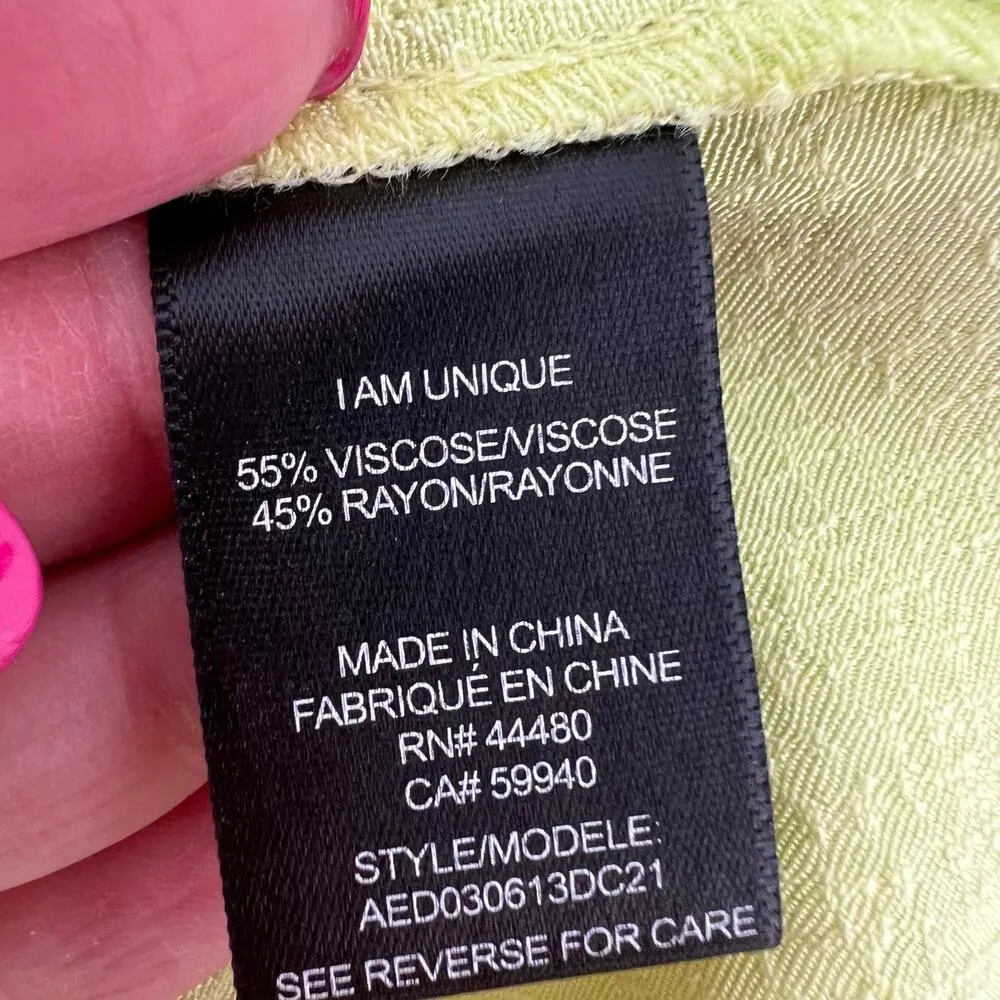 I AM UNIQUE
55% VISCOSE/VISCOSE
45% RAYON/RAYONNE
MADE IN CHINA
FABRIQUÉ EN CHINE
RN# 44480
CA# 59940
STYLE/MODELE:
AED030613DC21
SEE REVERSE FOR CARE